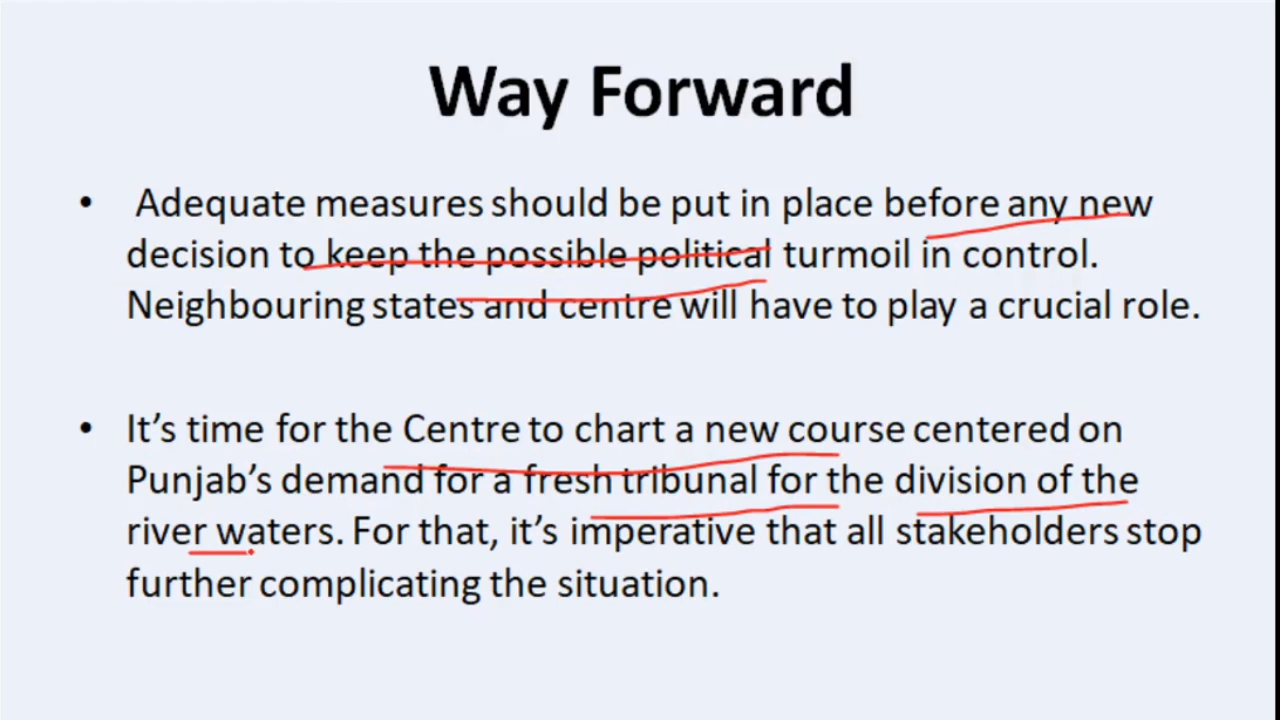 Way Forward
• Adequate measures should be put in place before any new
decision to keep the possible political turmoil in control.
Neighbouring states and centre will have to play a crucial role.
• It’s time for the Centre to chart a new course centered on
Punjab’s demand for a fresh tribunal for the division of the
river waters. For that, it’s imperative that all stakeholders stop
further complicating the situation.